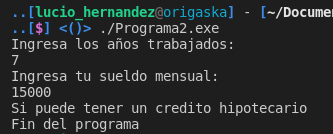 ..[lucio_hernandez@origaska] - [~/Docume
..[$] <()> ./Programa2.exe
Ingresa los años trabajados:
7
Ingresa tu sueldo mensual:
15000
Si puede tener un credito hipotecario
Fin del programa